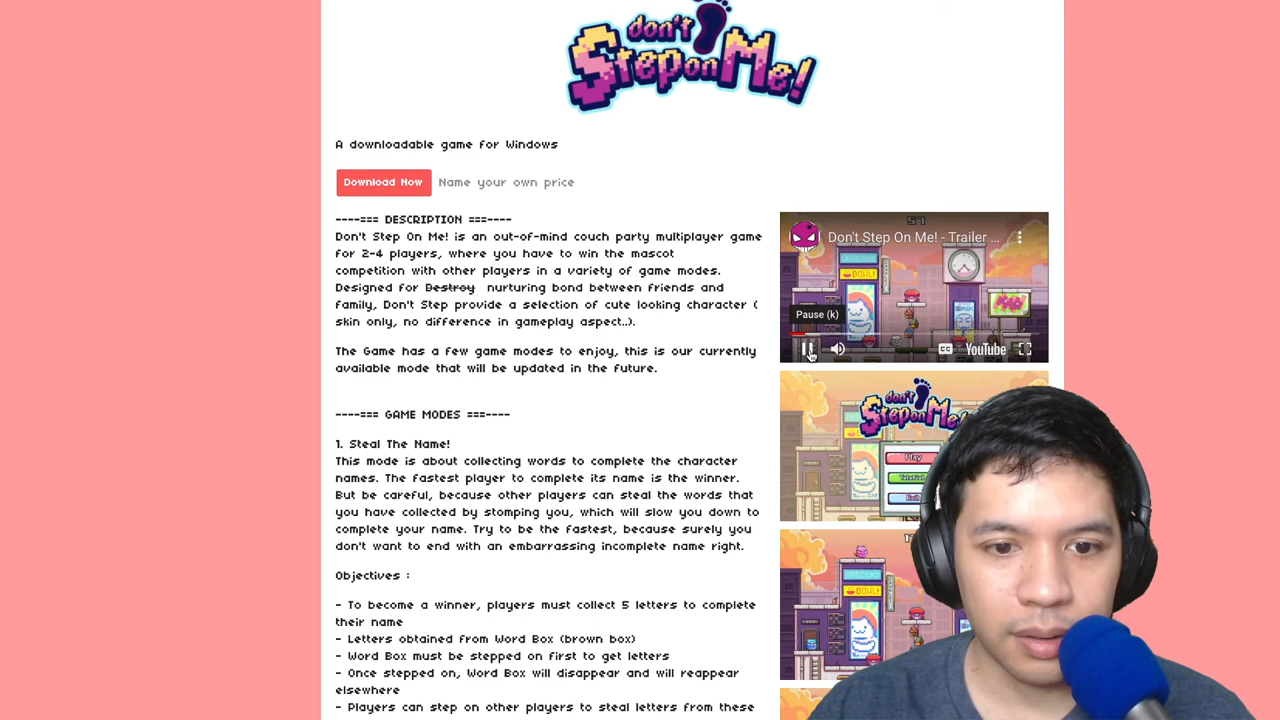 don't
Step on Me!
A downloadable game for Windows
Download Now Name your own price
----=== DESCRIPTION ===----
Don't Step On Me! is an out-of-mind couch party multiplayer game
for 2-4 players, where you have to win the mascot
competition with other players in a variety of game modes.
Designed for Destroy nurturing bond between friends and
family, Don't Step provide a selection of cute looking character (
skin only, no difference in gameplay aspect..).
The Game has a few game modes to enjoy, this is our currently
available mode that will be updated in the future.
----=== GAME MODES ===----
1. Steal The Name!
This mode is about collecting words to complete the character
names. The fastest player to complete its name is the winner.
But be careful, because other players can steal the words that
you have collected by stomping you, which will slow you down to
complete your name. Try to be the fastest, because surely you
don't want to end with an embarrassing incomplete name right.
Objectives :
- To become a winner, players must collect 5 letters to complete
their name
- Letters obtained from Word Box (brown box)
- Word Box must be stepped on first to get letters
- Once stepped on, Word Box will disappear and will reappear
elsewhere
- Players can step on other players to steal letters from these
57
Don't Step On Me! - Trailer ...
BOWL!
Pause (k)
CC YouTube
don't
Step on Me!
Play
Tutorial
Exit
BOWL!